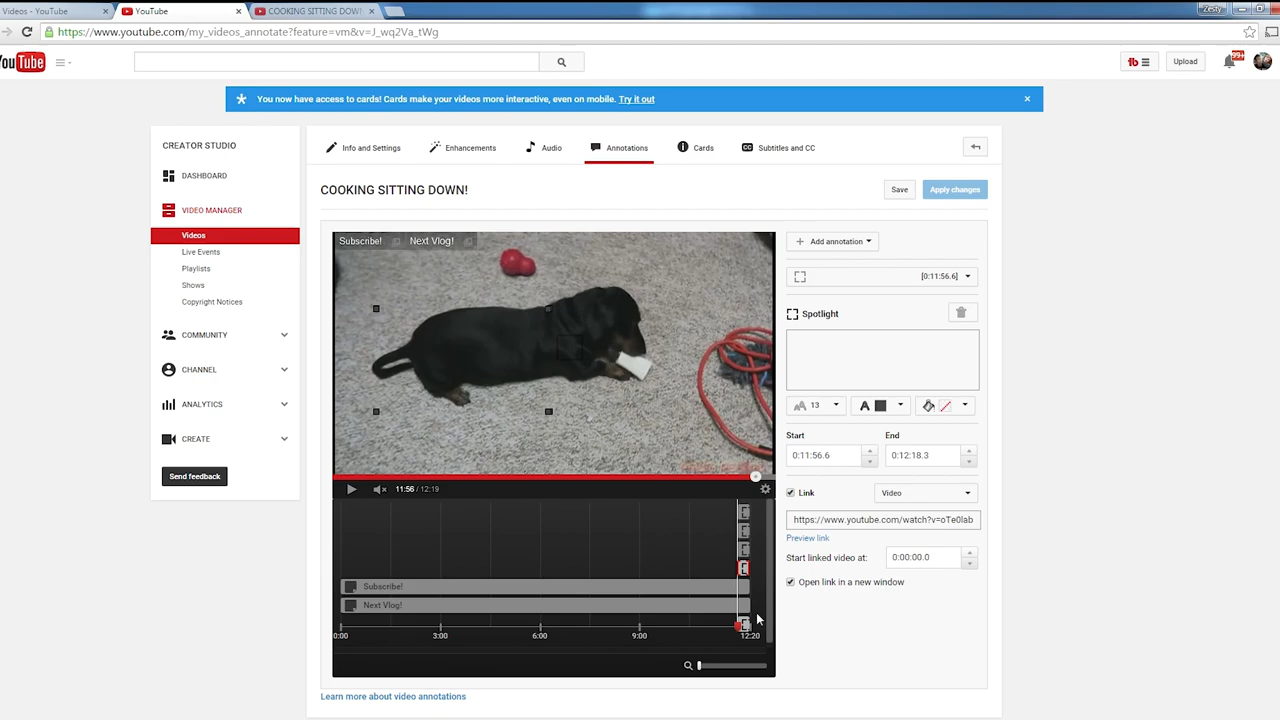 Videos - YouTube
YouTube
COOKING SITTING DOWN!
Zesty
https://www.youtube.com/my_videos_annotate?feature=vm&v=J_wq2Va_tWg
YouTube
Upload
99+
You now have access to cards! Cards make your videos more interactive, even on mobile. Try it out
CREATOR STUDIO
DASHBOARD
VIDEO MANAGER
Videos
Live Events
Playlists
Shows
Copyright Notices
COMMUNITY
CHANNEL
ANALYTICS
CREATE
Send feedback
Info and Settings
Enhancements
Audio
Annotations
Cards
CC Subtitles and CC
COOKING SITTING DOWN!
Save
Apply changes
Subscribe!
Next Vlog!
11:56 / 12:19
Subscribe!
Next Vlog!
0:00
3:00
6:00
9:00
12:20
Learn more about video annotations
Add annotation
[0:11:56.6]
Spotlight
13
A
Start
End
0:11:56.6
0:12:18.3
Link
Video
https://www.youtube.com/watch?v=oTe0lab
Preview link
Start linked video at:
0:00:00.0
Open link in a new window